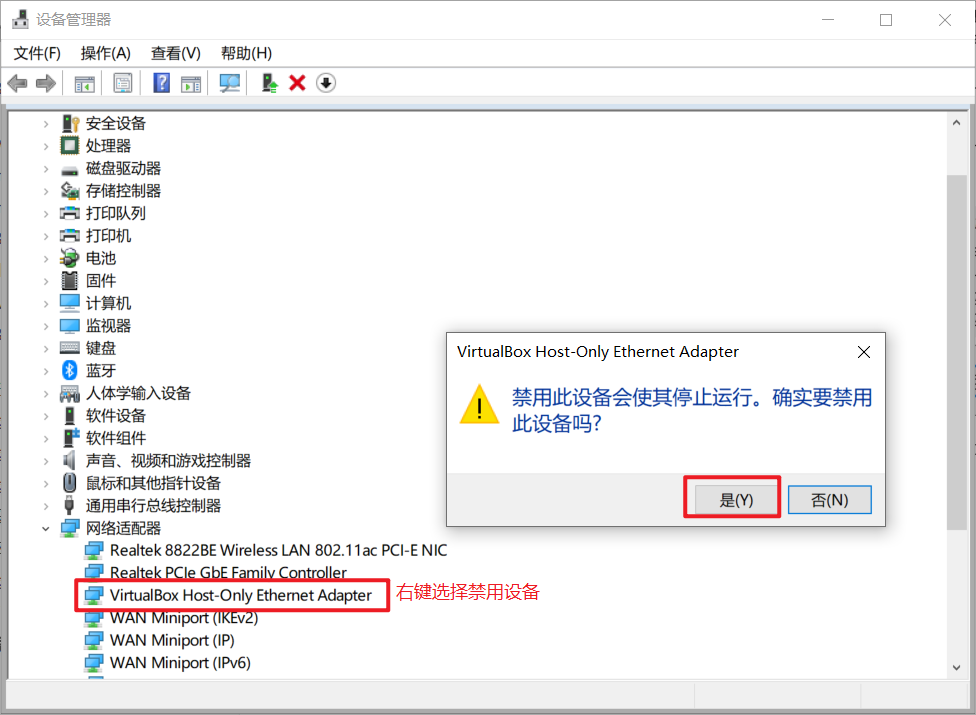 设备管理器
文件(F) 操作(A) 查看(V) 帮助(H)
安全设备
处理器
磁盘驱动器
存储控制器
打印队列
打印机
电池
固件
计算机
监视器
键盘
蓝牙
人体学输入设备
软件设备
软件组件
声音、视频和游戏控制器
鼠标和其他指针设备
通用串行总线控制器
网络适配器
Realtek 8822BE Wireless LAN 802.11ac PCI-E NIC
Realtek PCIe GbE Family Controller
VirtualBox Host-Only Ethernet Adapter
右键选择禁用设备
WAN Miniport (IKEv2)
WAN Miniport (IP)
WAN Miniport (IPv6)
VirtualBox Host-Only Ethernet Adapter
禁用此设备会使其停止运行。确实要禁用
此设备吗?
是(Y) 否(N)